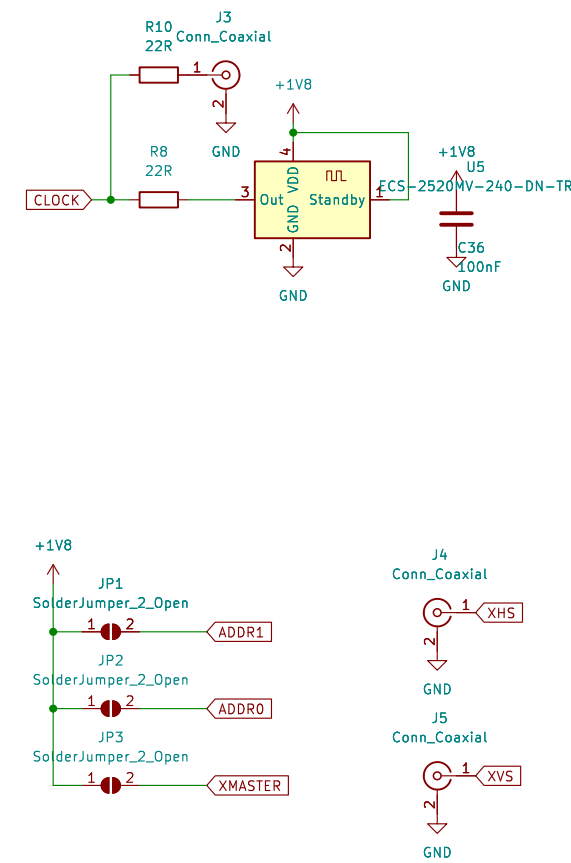 J3
Conn_Coaxial
R10
22R
1
2
GND
+1V8
R8
22R
CLOCK
3
4
Out
VDD
GND
Standby
1
2
GND
+1V8
U5
ECS-2520MV-240-DN-TR
C36
100nF
GND
+1V8
JP1
SolderJumper_2_Open
1 2
ADDR1
JP2
SolderJumper_2_Open
1 2
ADDR0
JP3
SolderJumper_2_Open
1 2
XMASTER
J4
Conn_Coaxial
1
XHS
2
GND
J5
Conn_Coaxial
1
XVS
2
GND